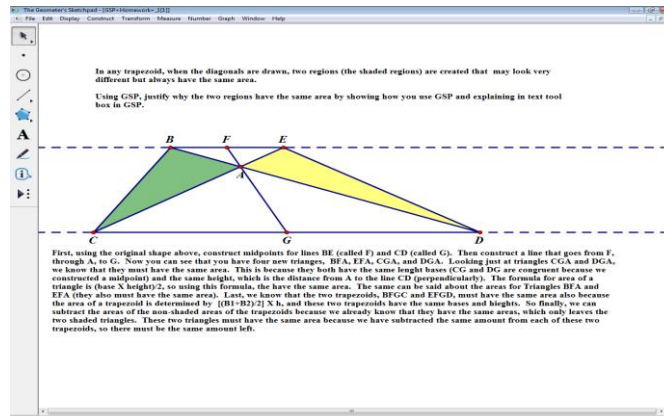 The Geometer's Sketchpad - [GSP+Homework+_1[1]]
File Edit Display Construct Transform Measure Number Graph Window Help
In any trapezoid, when the diagonals are drawn, two regions (the shaded regions) are created that may look very
different but always have the same area.
Using GSP, justify why the two regions have the same area by showing how you use GSP and explaining in text tool
box in GSP.
B F E
A
A
C G D
First, using the original shape above, construct midpoints for lines BE (called F) and CD (called G). Then construct a line that goes from F,
through A, to G. Now you can see that you have four new trianges, BFA, EFA, CGA, and DGA. Looking just at triangles CGA and DGA,
we know that they must have the same area. This is because they both have the same lenght bases (CG and DG are congruent because we
constructed a midpoint) and the same height, which is the distance from A to the line CD (perpendicularly). The formula for area of a
triangle is (base X height)/2, so using this formula, the have the same area. The same can be said about the areas for Triangles BFA and
EFA (they also must have the same area). Last, we know that the two trapezoids, BFGC and EFGD, must have the same area also because
the area of a trapezoid is determined by [(B1+B2)/2] X h, and these two trapezoids have the same bases and hieghts. So finally, we can
subtract the areas of the non-shaded areas of the trapezoids because we already know that they have the same areas, which only leaves the
two shaded triangles. These two triangles must have the same area because we have subtracted the same amount from each of these two
trapezoids, so there must be the same amount left.